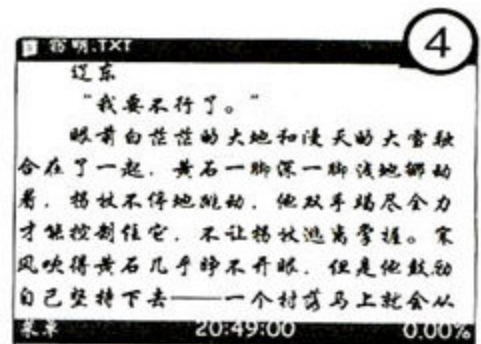 4
窃明.TXT
辽东
“我要不行了。”
眼前白茫茫的大地和漫天的大雪融
合在了一起，黄石一脚深一脚浅地挪动
着，拐杖不停地跳动，他双手竭尽全力
才能控制住它，不让拐杖逃离掌握。寒
风吹得黄石几乎睁不开眼，但是他鼓励
自己坚持下去——一个村落马上就会从
菜单 20:49:00 0.00%